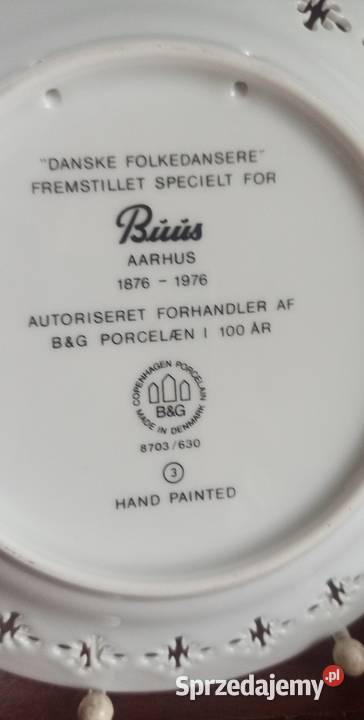 "DANSKE FOLKEDANSERE"
FREMSTILLET SPECIELT FOR
Búús
AARHUS
1876 - 1976
AUTORISERET FORHANDLER AF
B&G PORCELÆN I 100 ÅR
COPENHAGEN PORCELAIN
B&G
MADE IN DENMARK
8703/630
3
HAND PAINTED
Sprzedajemy.pl